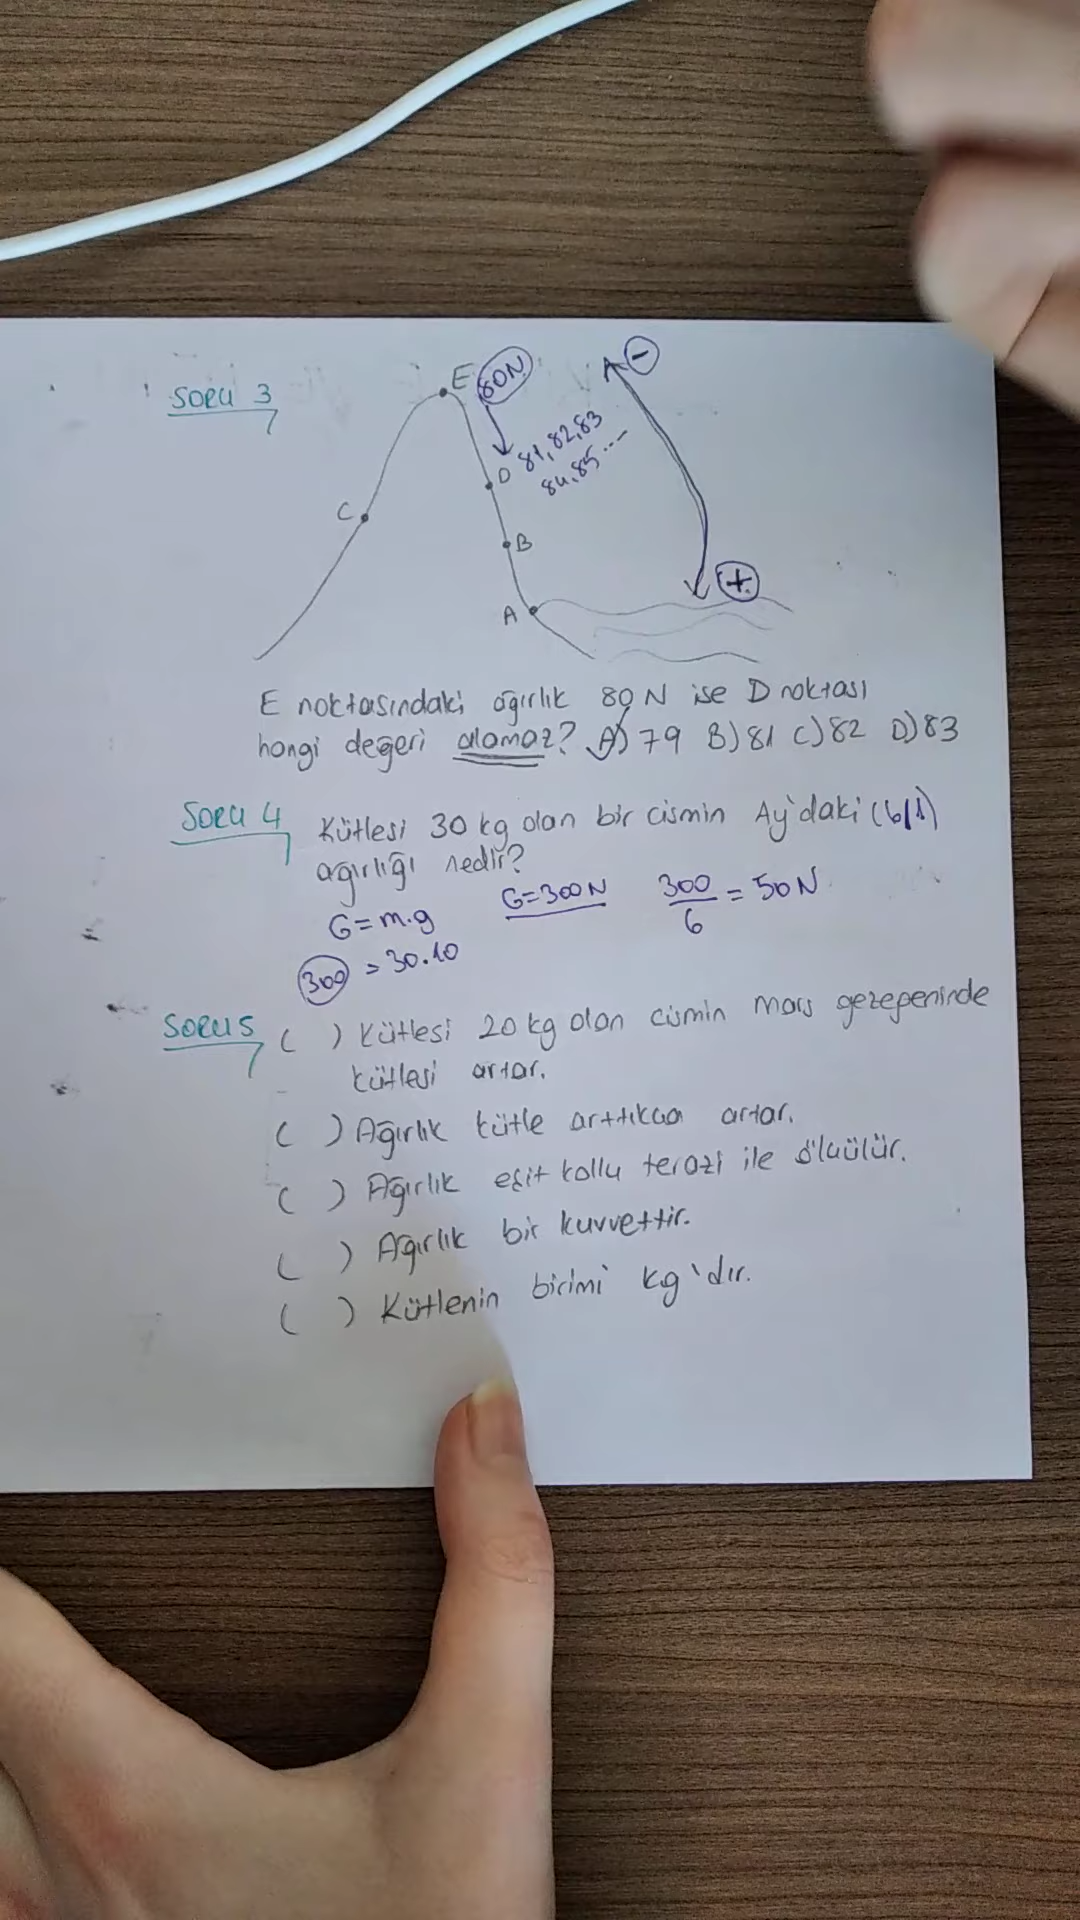 SORU 3
E 80N
-
81, 82, 83
84, 85 ...
D
C
B
+
A
E noktasındaki ağırlık 80 N ise D noktası
hangi değeri alamaz? A) 79 B) 81 C) 82 D) 83
SORU 4 Kütlesi 30 kg olan bir cismin Ay'daki (6/1)
ağırlığı nedir?
G=m.g G=300N 300/6 = 50N
300 = 30.10
SORU 5 ( ) Kütlesi 20 kg olan cismin Mars gezegeninde
kütlesi artar.
( ) Ağırlık kütle arttıkça artar.
( ) Ağırlık eşit kollu terazi ile ölçülür.
( ) Ağırlık bir kuvvettir.
( ) Kütlenin birimi kg'dır.